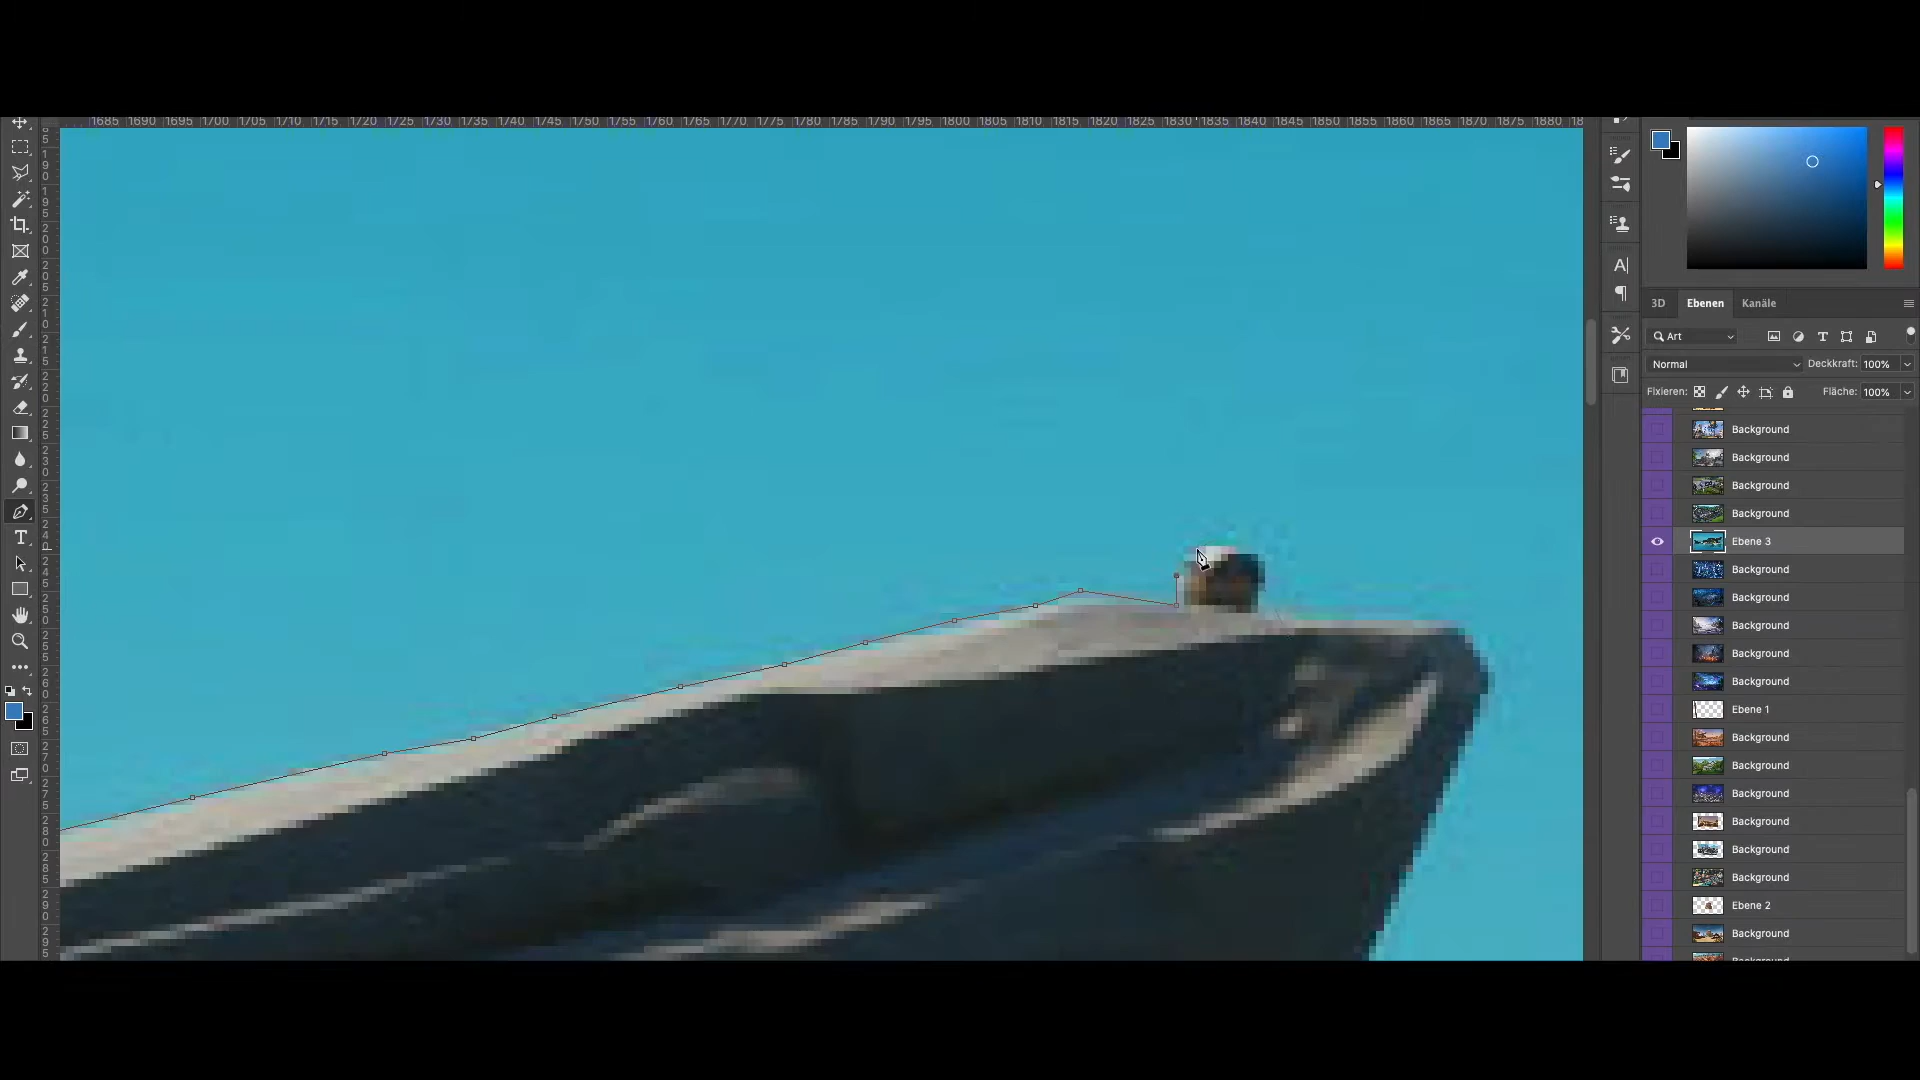 1685 1690 1695 1700 1705 1710 1715 1720 1725 1730 1735 1740 1745 1750 1755 1760 1765 1770 1775 1780 1785 1790 1795 1800 1805 1810 1815 1820 1825 1830 1835 1840 1845 1850 1855 1860 1865 1870 1875 1880 18
3D Ebenen Kanäle
Art
Normal Deckkraft: 100%
Fixieren: Fläche: 100%
Background
Background
Background
Background
Ebene 3
Background
Background
Background
Background
Background
Ebene 1
Background
Background
Background
Background
Background
Background
Ebene 2
Background
Background